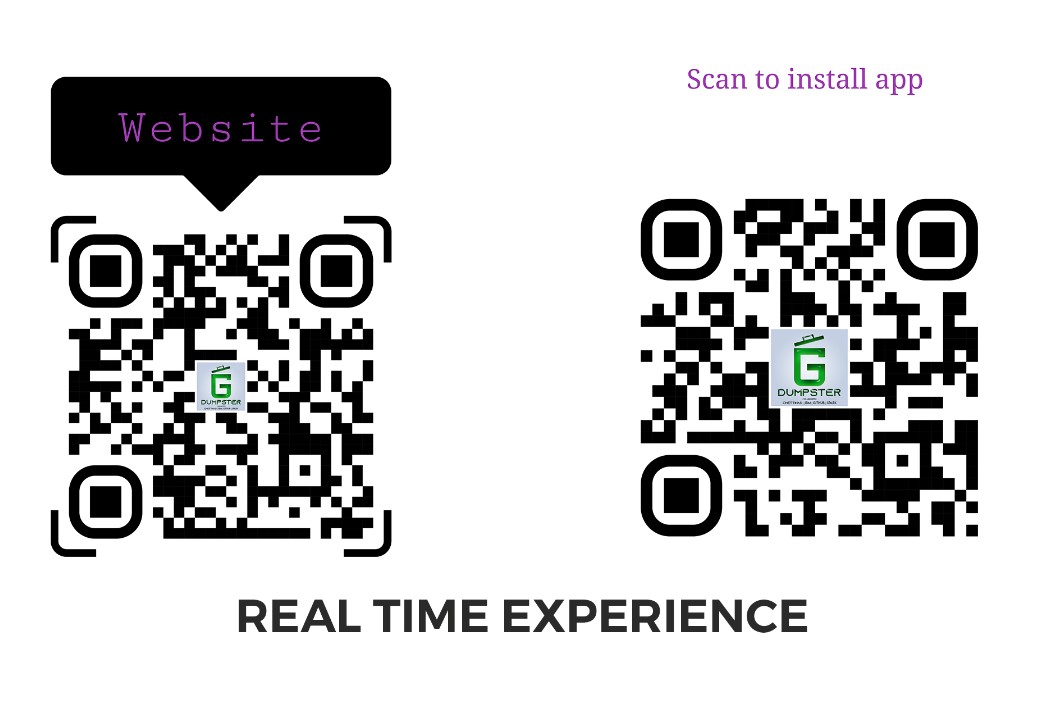 Scan to install app
Website
G
DUMPSTER
G
DUMPSTER
REAL TIME EXPERIENCE